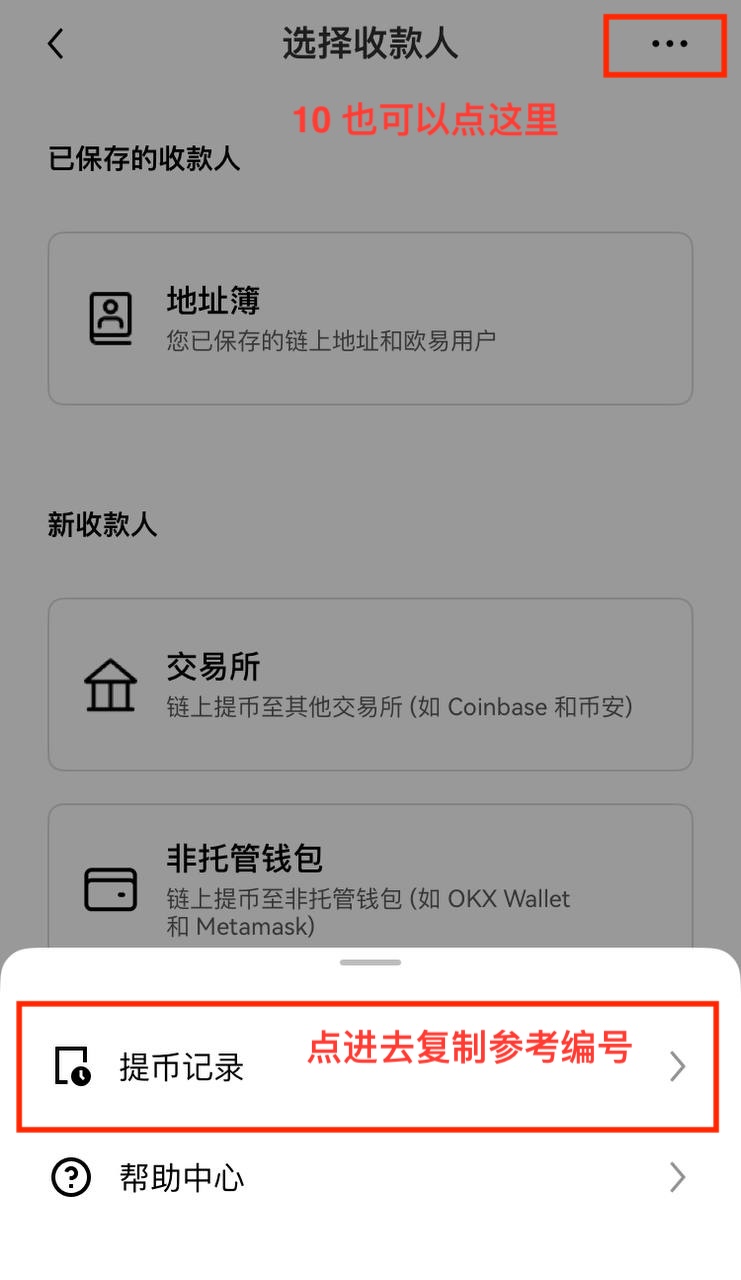 选择收款人
10 也可以点这里
已保存的收款人
地址簿
您已保存的链上地址和欧易用户
新收款人
交易所
链上提币至其他交易所 (如 Coinbase 和币安)
非托管钱包
链上提币至非托管钱包 (如 OKX Wallet
和 Metamask)
提币记录
点进去复制参考编号
帮助中心